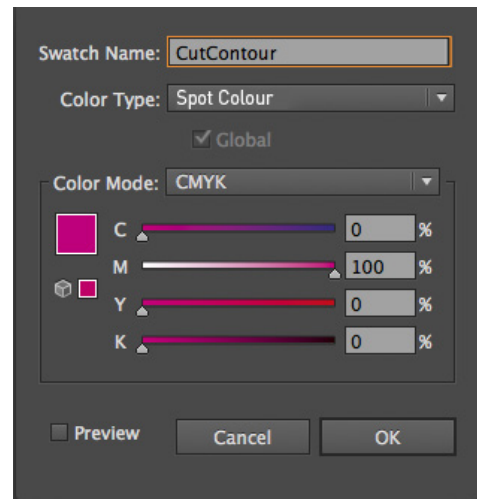 Swatch Name: CutContour
Color Type: Spot Colour
Global
Color Mode: CMYK
C 0 %
M 100 %
Y 0 %
K 0 %
Preview Cancel OK